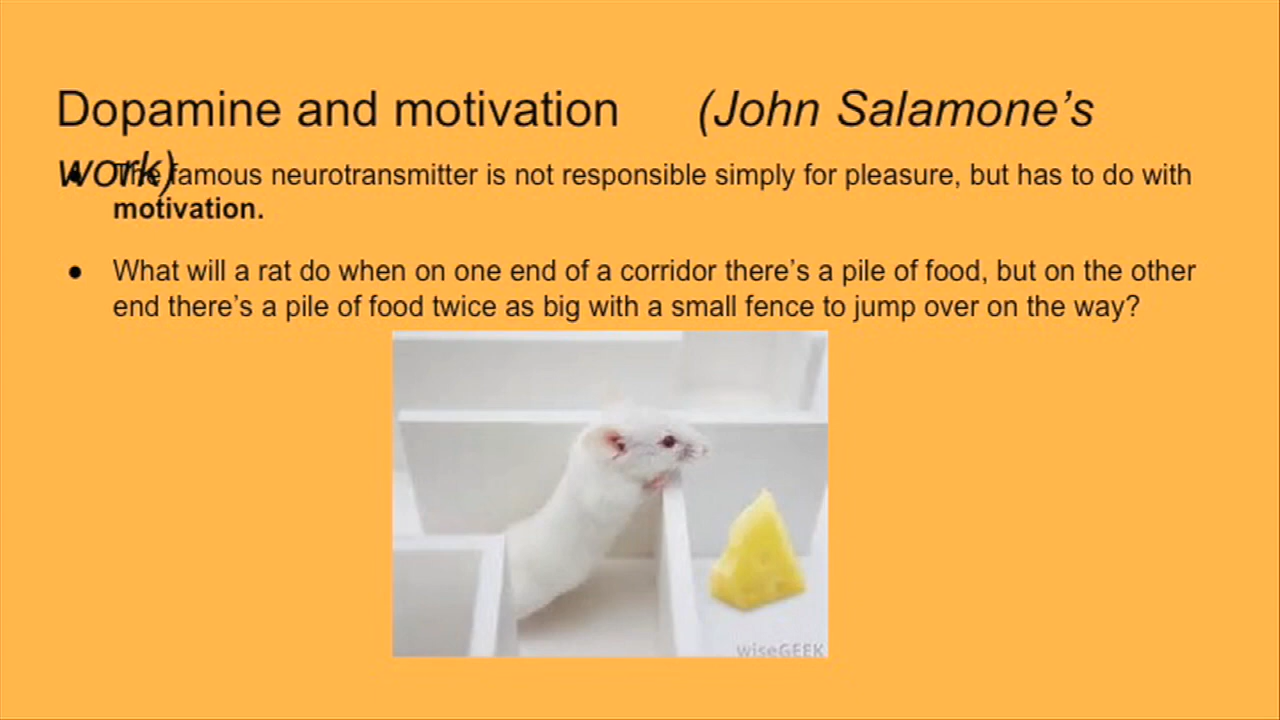 Dopamine and motivation (John Salamone’s
work)
● The famous neurotransmitter is not responsible simply for pleasure, but has to do with
motivation.
● What will a rat do when on one end of a corridor there’s a pile of food, but on the other
end there’s a pile of food twice as big with a small fence to jump over on the way?
wiseGEEK